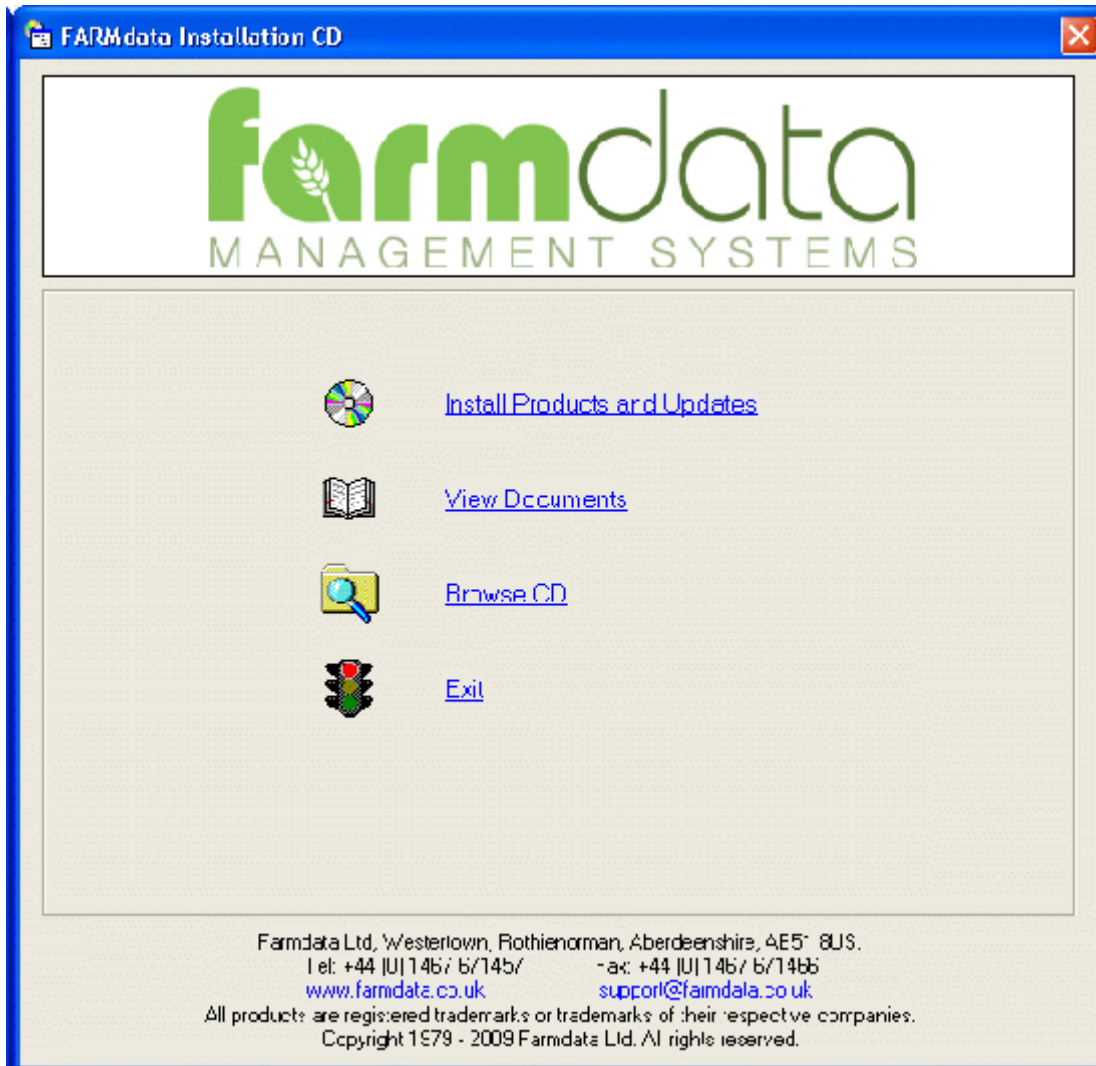 FARMdata Installation CD
farmdata
MANAGEMENT SYSTEMS
Install Products and Updates
View Documents
Browse CD
Exit
Farmdata Ltd, Westertown, Rothienorman, Aberdeenshire, AB51 8US.
Tel: +44 (0)1467 671457 Fax: +44 (0)1467 671466
www.farmdata.co.uk support@farmdata.co.uk
All products are registered trademarks or trademarks of their respective companies.
Copyright 1979 - 2009 Farmdata Ltd. All rights reserved.